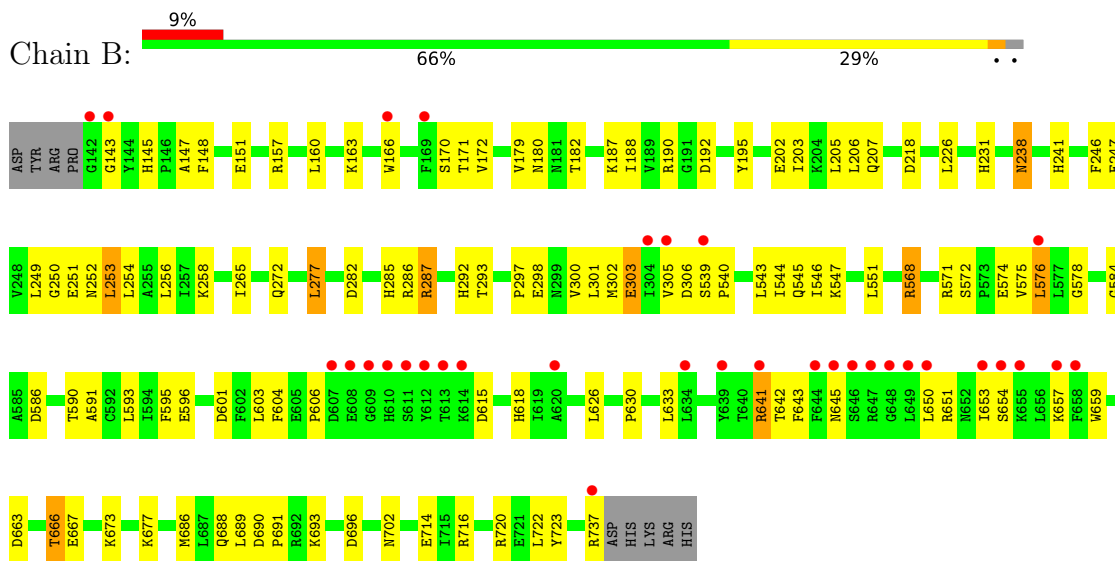 9%
Chain B:
66% 29% • •
ASP TYR ARG PRO G142 G143 Y144 H145 P146 A147 F148 E151 R157 L160 K163 W166 F169 S170 T171 V172 V179 N180 N181 T182 K187 I188 V189 R190 G191 D192 Y195 E202 I203 K204 L205 L206 Q207 D218 L226 H231 N238 H241 F246 E247
V248 L249 G250 E251 N252 L253 L254 A255 L256 I257 K258 I265 Q272 L277 D282 H285 R286 R287 H292 T293 P297 E298 N299 V300 L301 M302 E303 I304 V305 D306 S539 P540 L543 I544 Q545 I546 K547 L551 R568 R571 S572 P573 E574 V575 L576 L577 G578 G584
A585 D586 T590 A591 G592 L593 I594 F595 E596 D601 F602 L603 F604 E605 P606 D607 E608 G609 H610 S611 Y612 T613 K614 D615 H618 I619 A620 L626 P630 L633 L634 Y639 T640 R641 T642 F643 F644 N645 S646 R647 G648 L649 L650 R651 N652 I653 S654 K655 L656 K657 F658 W659
D663 T666 E667 K673 K677 M686 L687 Q688 L689 D690 P691 R692 K693 D696 N702 E714 I715 R716 R720 E721 L722 Y723 R737 ASP HIS LYS ARG HIS